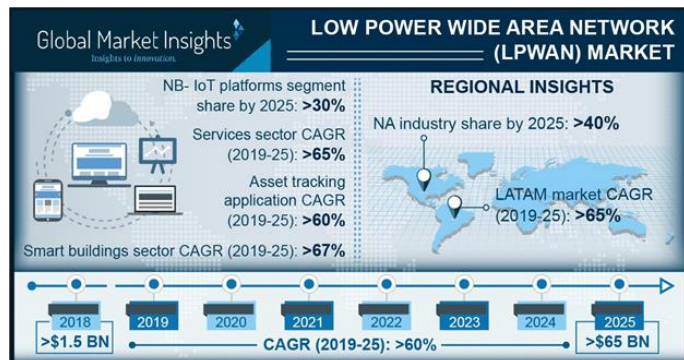 Global Market Insights
Insights to Innovation.
LOW POWER WIDE AREA NETWORK
(LPWAN) MARKET
NB- IoT platforms segment
share by 2025: >30%
Services sector CAGR
(2019-25): >65%
Asset tracking
application CAGR
(2019-25): >60%
Smart buildings sector CAGR (2019-25): >67%
REGIONAL INSIGHTS
NA industry share by 2025: >40%
LATAM market CAGR
(2019-25): >65%
2018
2019
2020
2021
2022
2023
2024
2025
>$1.5 BN
CAGR (2019-25): >60%
>$65 BN